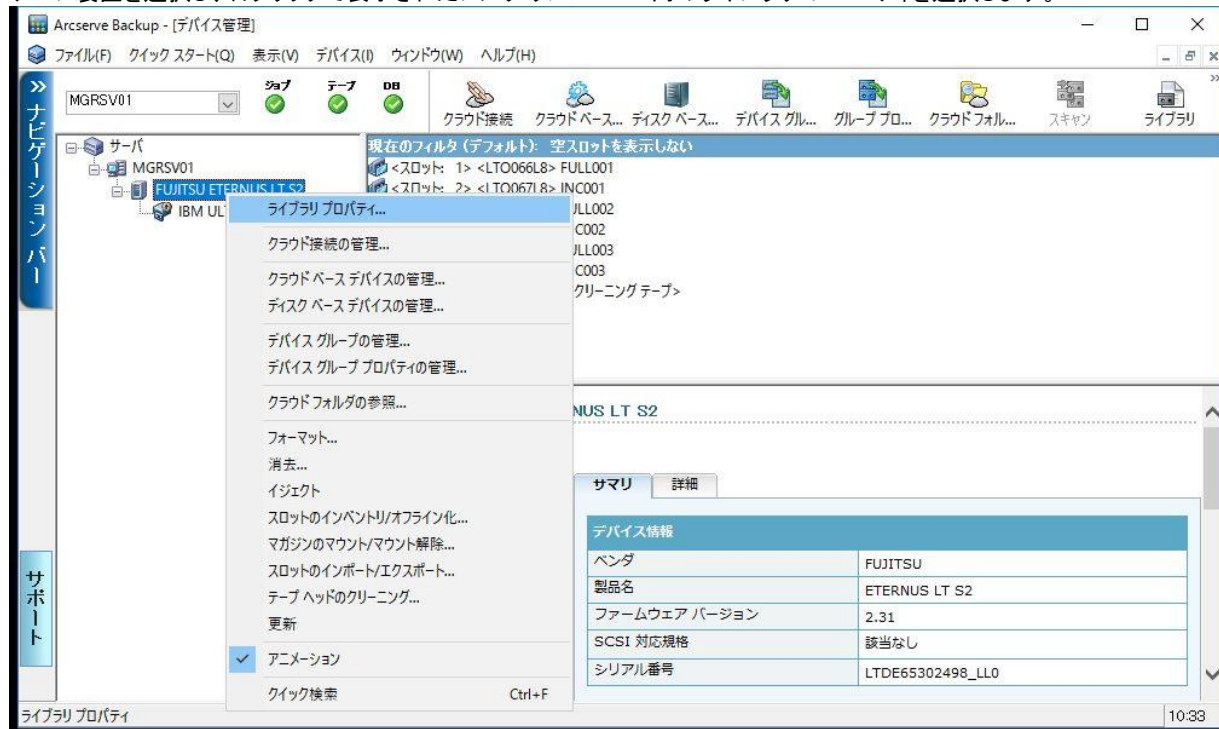 Arcserve Backup - [デバイス管理]
ファイル(F) クイック スタート(Q) 表示(V) デバイス(I) ウィンドウ(W) ヘルプ(H)
MGRSV01
ジョブ テープ DB
クラウド接続 クラウド ベース... ディスク ベース... デバイス グル... グループ プロ... クラウド フォル... スキャン ライブラリ
ナビゲーション バー
サーバ
MGRSV01
FUJITSU ETERNUS LT S2
IBM UL
現在のフィルタ (デフォルト): 空スロットを表示しない
<スロット: 1> <LTO066L8> FULL001
<スロット: 2> <LTO067L8> INC001
ULL002
C002
ULL003
C003
クリーニング テープ>
ライブラリ プロパティ...
クラウド接続の管理...
クラウド ベース デバイスの管理...
ディスク ベース デバイスの管理...
デバイス グループの管理...
デバイス グループ プロパティの管理...
クラウド フォルダの参照...
フォーマット...
消去...
イジェクト
スロットのインベントリ/オフライン化...
マガジンのマウント/マウント解除...
スロットのインポート/エクスポート...
テープ ヘッドのクリーニング...
更新
アニメーション
クイック検索 Ctrl+F
NUS LT S2
サマリ 詳細
デバイス情報
ベンダ FUJITSU
製品名 ETERNUS LT S2
ファームウェア バージョン 2.31
SCSI 対応規格 該当なし
シリアル番号 LTDE65302498_LL0
サポート
ライブラリ プロパティ
10:33